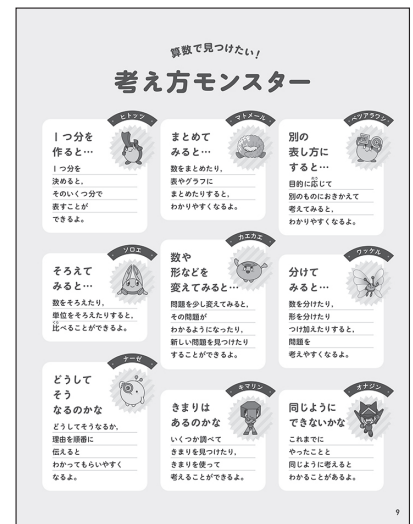 算数で見つけたい!
考え方モンスター
ヒトッツ
1つ分を
作ると…
1つ分を
決めると,
そのいくつ分で
表すことが
できるよ。
マトメール
まとめて
みると…
数をまとめたり,
表やグラフに
まとめたりすると,
わかりやすくなるよ。
ベツアラワシ
別の
表し方に
すると…
目的に応じて
別のものにおきかえて
考えてみると,
わかりやすくなるよ。
ソロエ
そろえて
みると…
数をそろえたり,
単位をそろえたりすると,
比べることができるよ。
カエカエ
数や
形などを
変えてみると…
問題を少し変えてみると,
その問題が
わかるようになったり,
新しい問題を見つけたり
することができるよ。
ワッケル
分けて
みると…
数を分けたり,
形を分けたり
つけ加えたりすると,
問題を
考えやすくなるよ。
ナーゼ
どうして
そう
なるのかな
どうしてそうなるか,
理由を順番に
伝えると
わかってもらいやすく
なるよ。
キマリン
きまりは
あるのかな
いくつか調べて
きまりを見つけたり,
きまりを使って
考えることができるよ。
オナジン
同じように
できないかな
これまでに
やったことと
同じように考えると
わかることがあるよ。
9